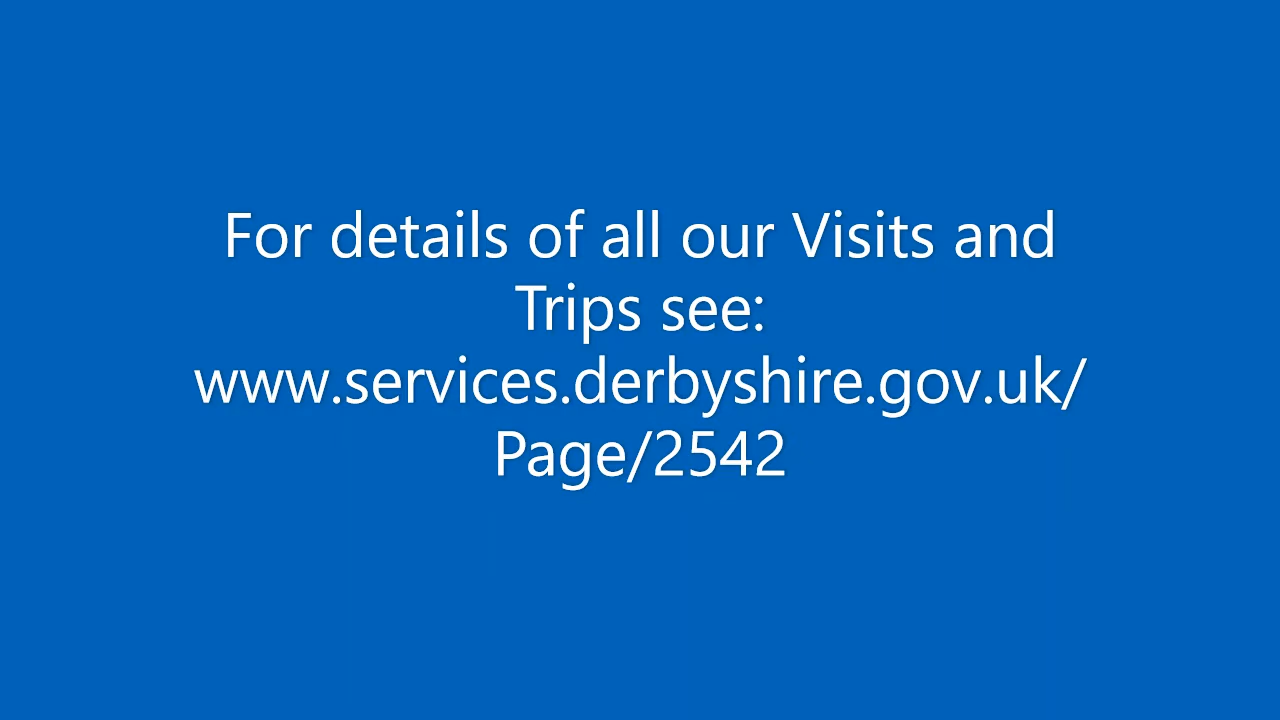 For details of all our Visits and
Trips see:
www.services.derbyshire.gov.uk/
Page/2542